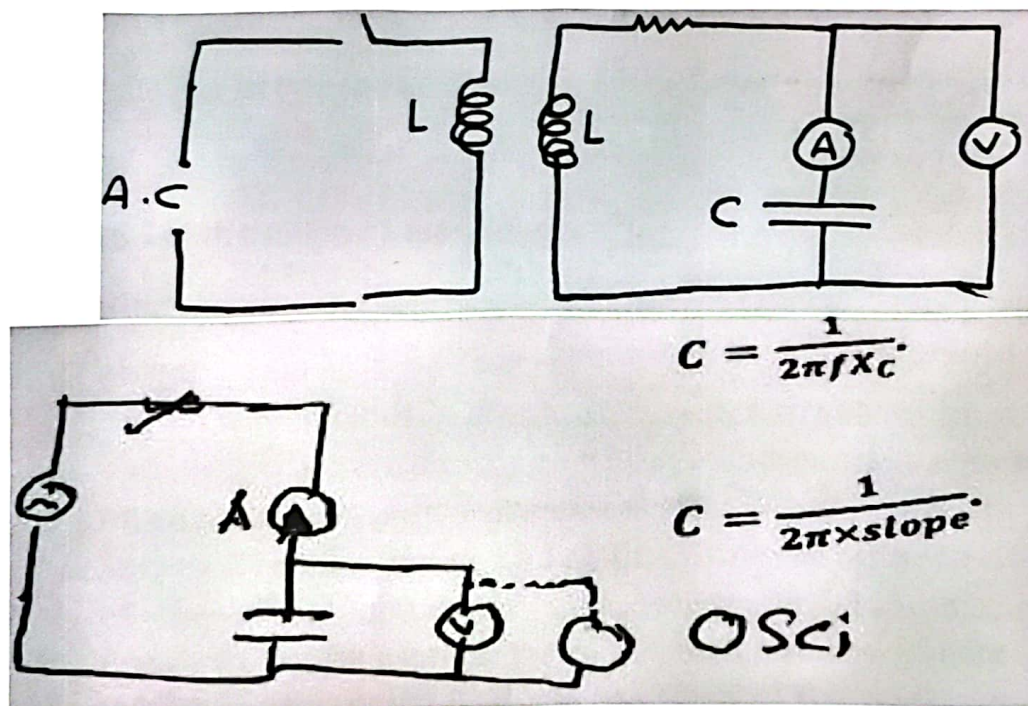 L
L
A
V
A.C
C
C = 1/2πfX_C.
A
V
C = 1/2π×slope.
OSCi